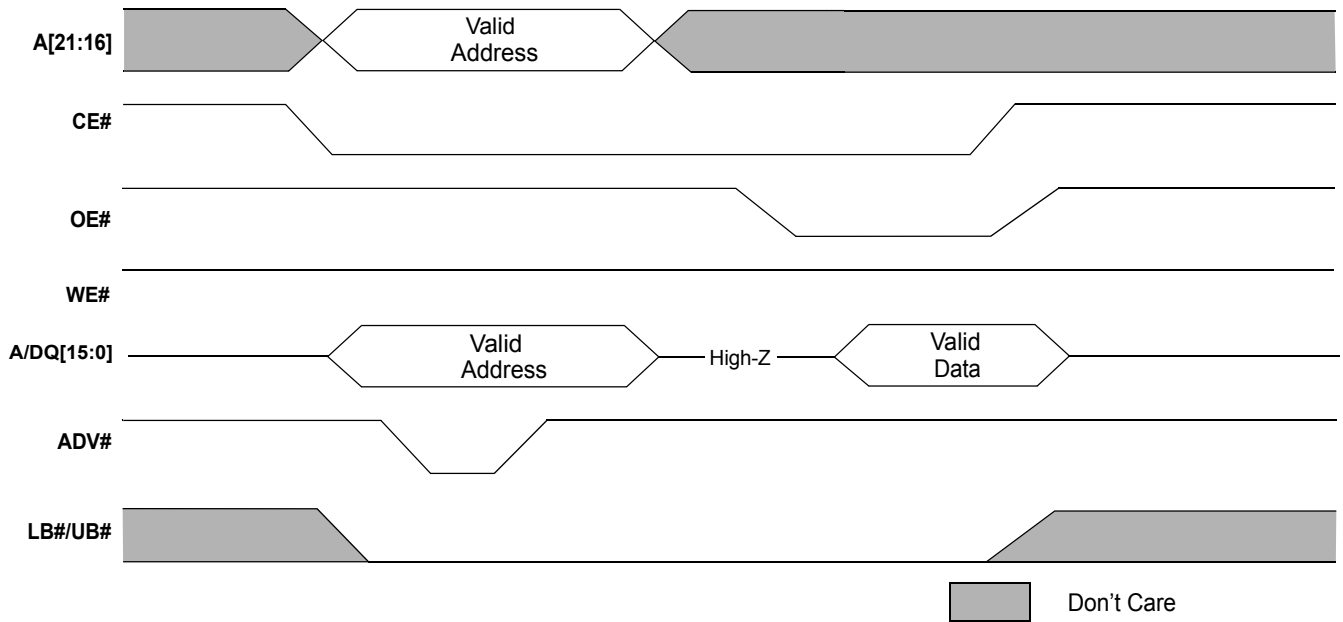 A[21:16]
Valid
Address
CE#
OE#
WE#
A/DQ[15:0]
Valid
Address
High-Z
Valid
Data
ADV#
LB#/UB#
Don't Care